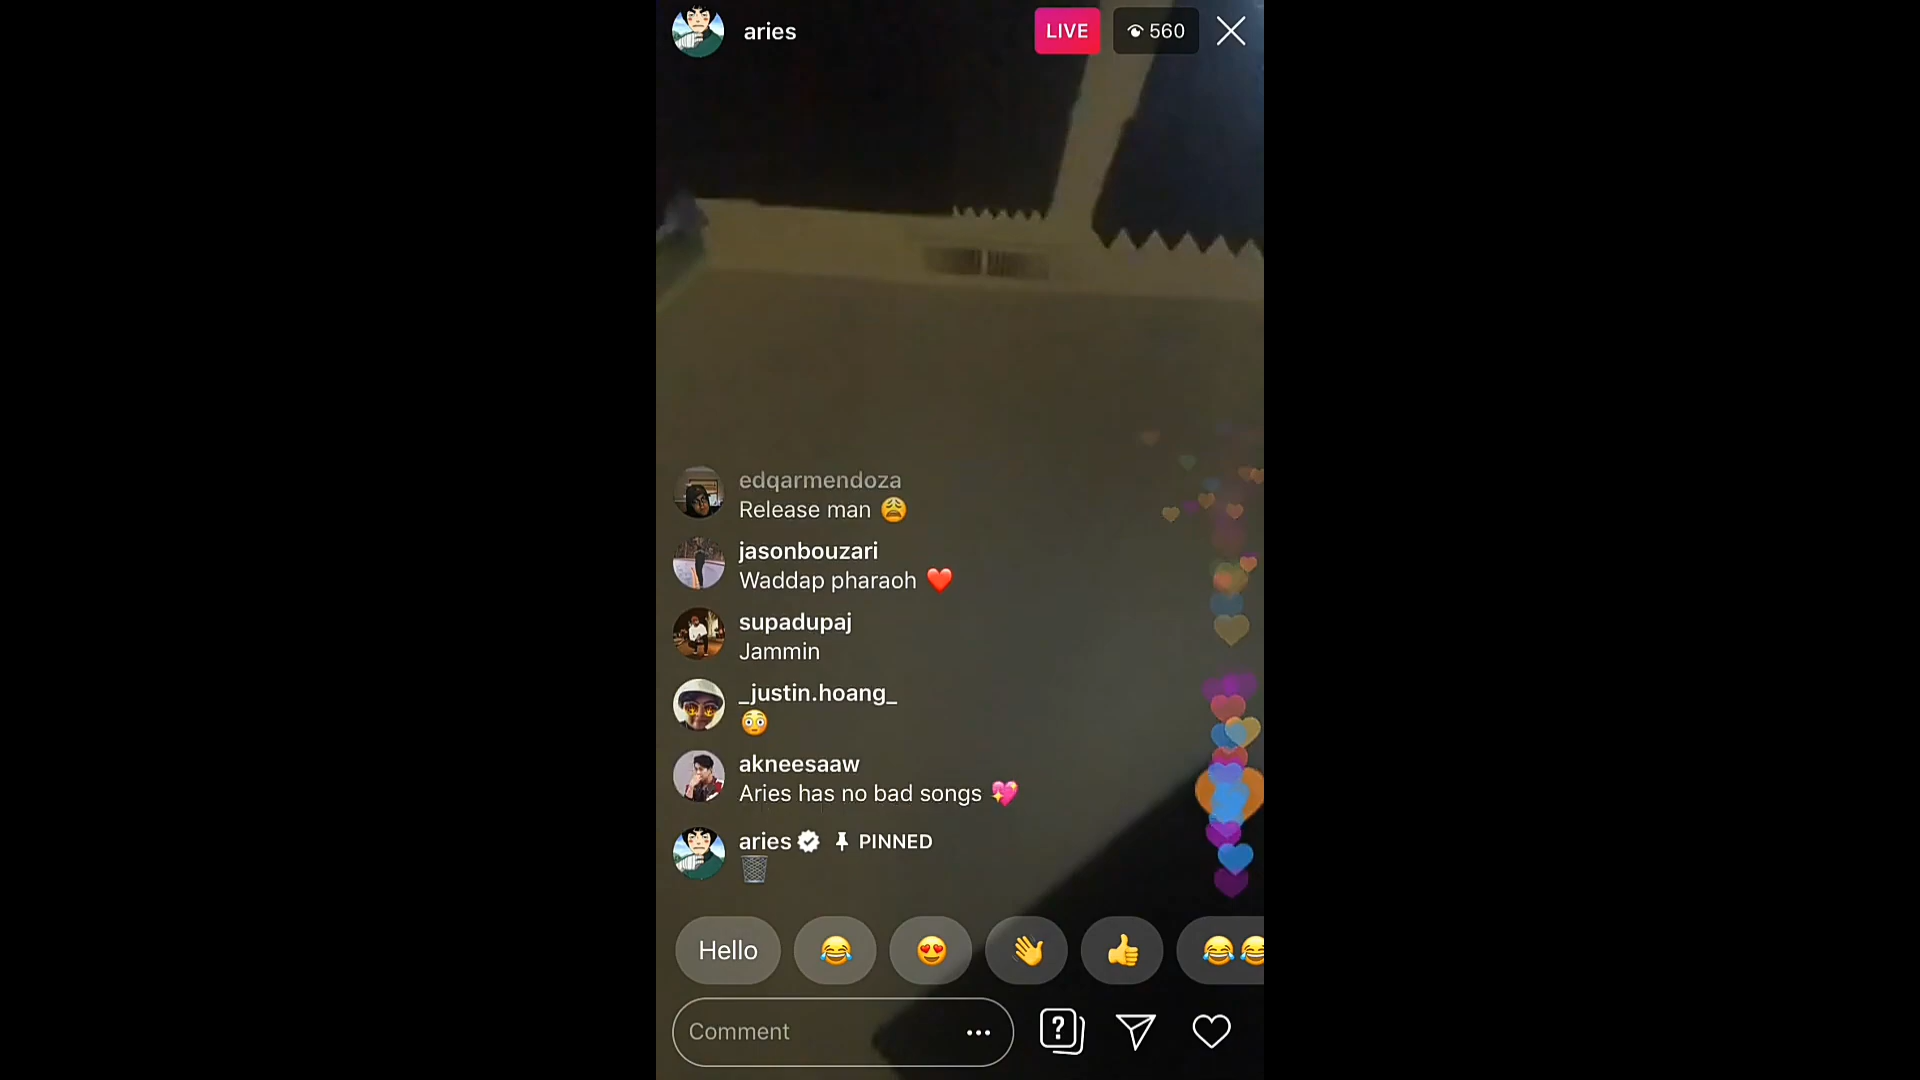 aries
LIVE
560
edqarmendoza
Release man 😩
jasonbouzari
Waddap pharaoh ❤️
supadupaj
Jammin
_justin.hoang_
😳
akneesaaw
Aries has no bad songs 💖
aries PINNED
🗑️
Hello 😂 😍 👋 👍 😂😂
Comment ...
?